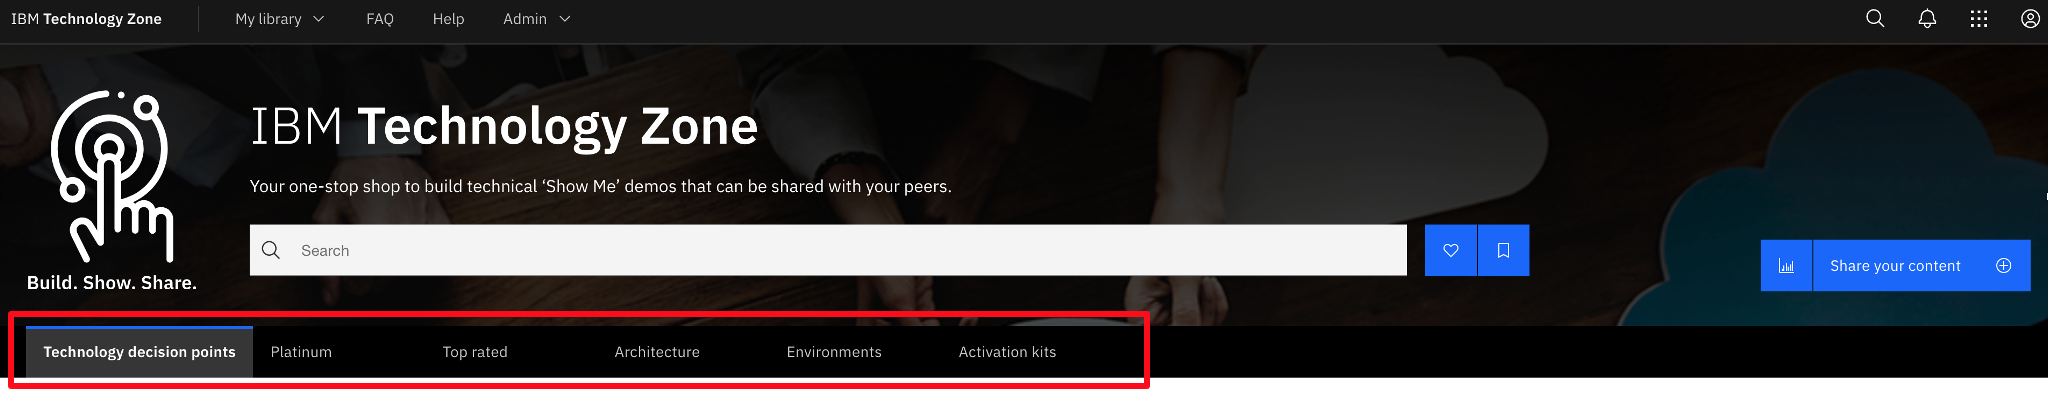 IBM Technology Zone My library FAQ Help Admin
IBM Technology Zone
Your one-stop shop to build technical ‘Show Me’ demos that can be shared with your peers.
Search
Share your content
Build. Show. Share.
Technology decision points Platinum Top rated Architecture Environments Activation kits